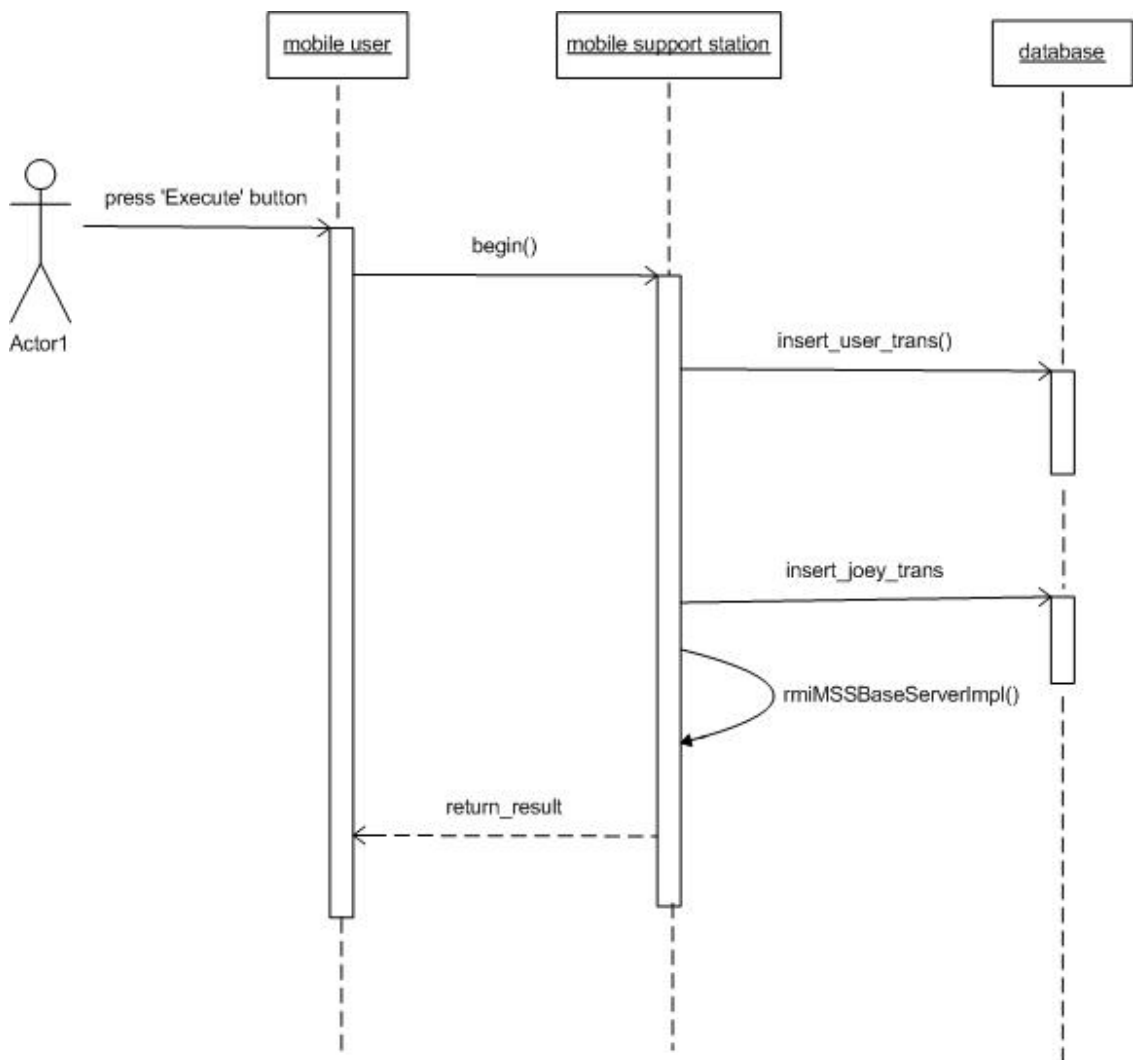 mobile user
mobile support station
database
press 'Execute' button
begin()
Actor1
insert_user_trans()
insert_joey_trans
rmiMSSBaseServerImpl()
return_result